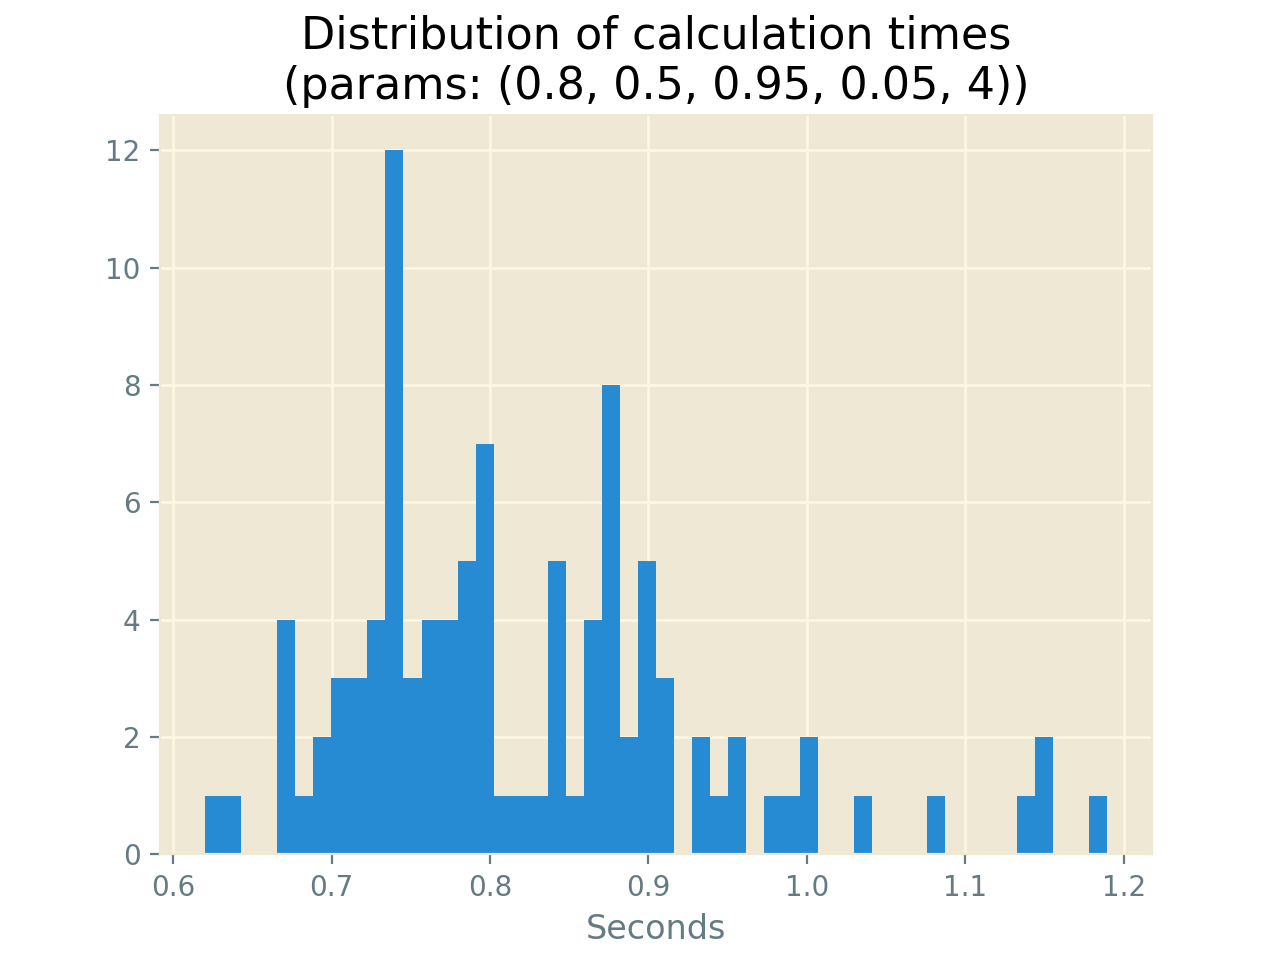 Distribution of calculation times
(params: (0.8, 0.5, 0.95, 0.05, 4))
12
10
8
6
4
2
0
0.6 0.7 0.8 0.9 1.0 1.1 1.2
Seconds